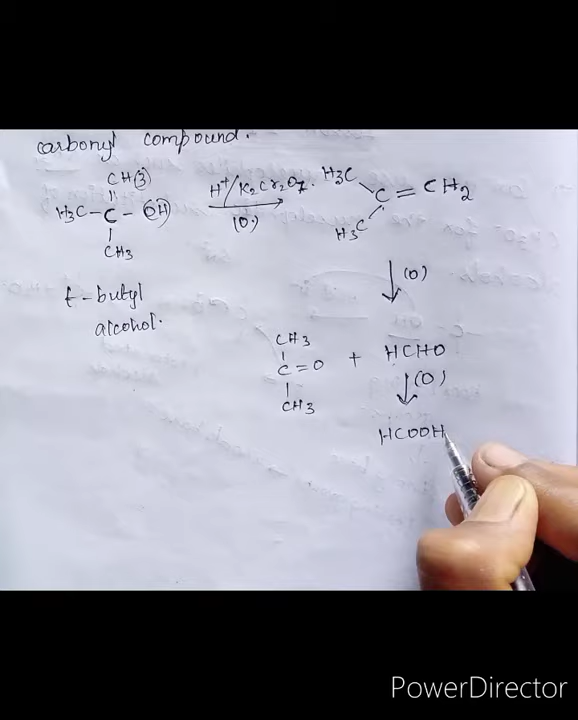 carbonyl compound.
CH3
H3C-C-OH
CH3
t-butyl
alcohol.
H+/K2Cr2O7.
(O)
H3C
C=CH2
H3C
(O)
CH3
C=O + HCHO
CH3
(O)
HCOOH
PowerDirector